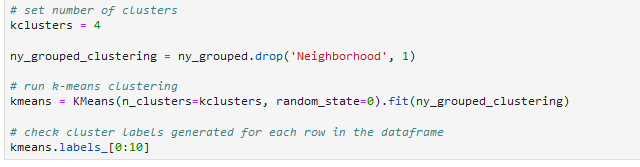 # set number of clusters
kclusters = 4
ny_grouped_clustering = ny_grouped.drop('Neighborhood', 1)
# run k-means clustering
kmeans = KMeans(n_clusters=kclusters, random_state=0).fit(ny_grouped_clustering)
# check cluster labels generated for each row in the dataframe
kmeans.labels_[0:10]